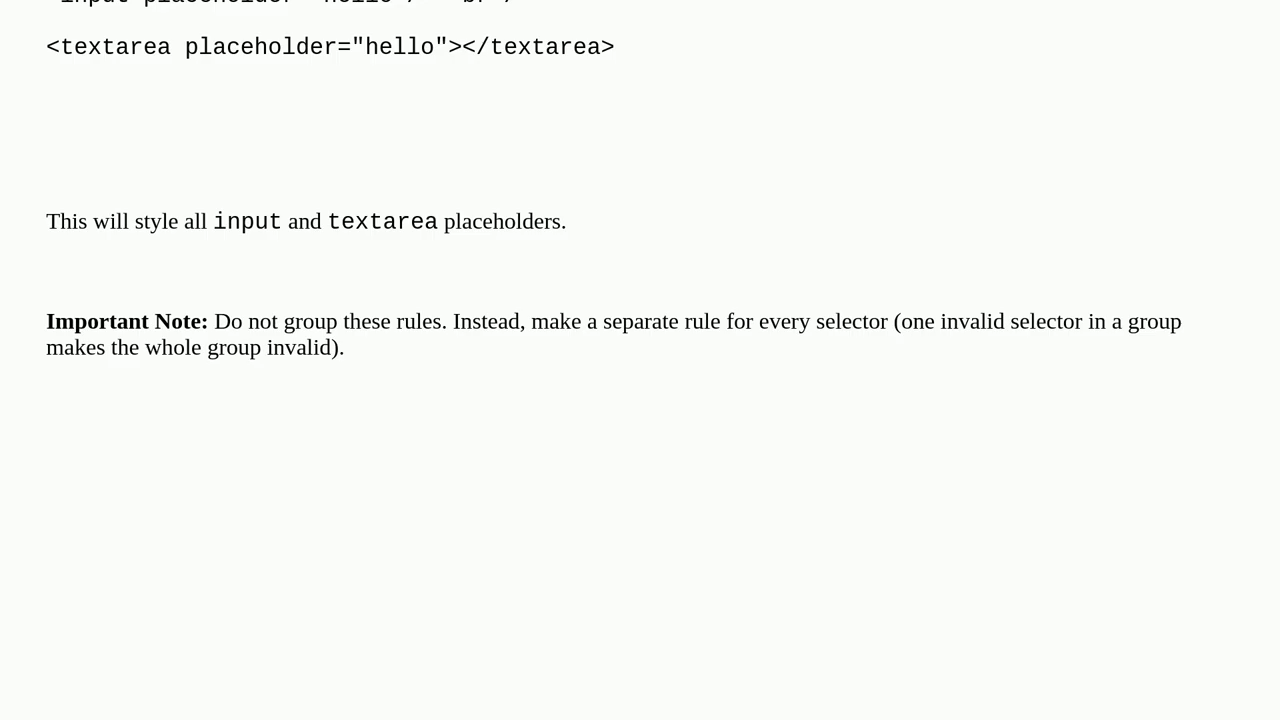 <textarea placeholder="hello"></textarea>
This will style all input and textarea placeholders.
Important Note: Do not group these rules. Instead, make a separate rule for every selector (one invalid selector in a group
makes the whole group invalid).